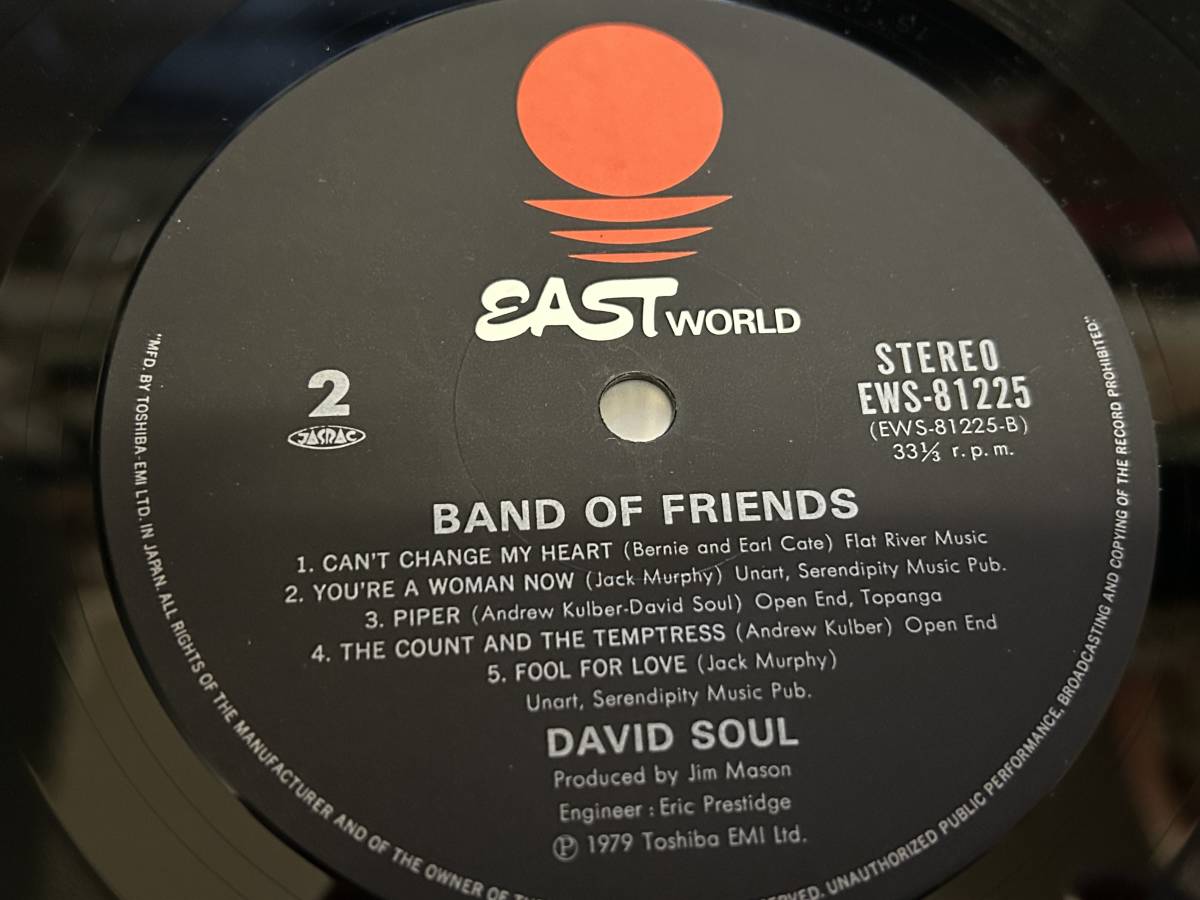 EAST WORLD
2
JASRAC
STEREO
EWS-81225
(EWS-81225-B)
33⅓ r.p.m.
BAND OF FRIENDS
1. CAN'T CHANGE MY HEART (Bernie and Earl Cate) Flat River Music
2. YOU'RE A WOMAN NOW (Jack Murphy) Unart, Serendipity Music Pub.
3. PIPER (Andrew Kulber-David Soul) Open End, Topanga
4. THE COUNT AND THE TEMPTRESS (Andrew Kulber) Open End
5. FOOL FOR LOVE (Jack Murphy)
Unart, Serendipity Music Pub.
DAVID SOUL
Produced by Jim Mason
Engineer : Eric Prestidge
Ⓟ 1979 Toshiba EMI Ltd.
"MFD. BY TOSHIBA-EMI LTD. IN JAPAN. ALL RIGHTS OF THE MANUFACTURER AND OF THE OWNER OF UNAUTHORIZED PUBLIC PERFORMANCE, BROADCASTING AND COPYING OF THE RECORD PROHIBITED."